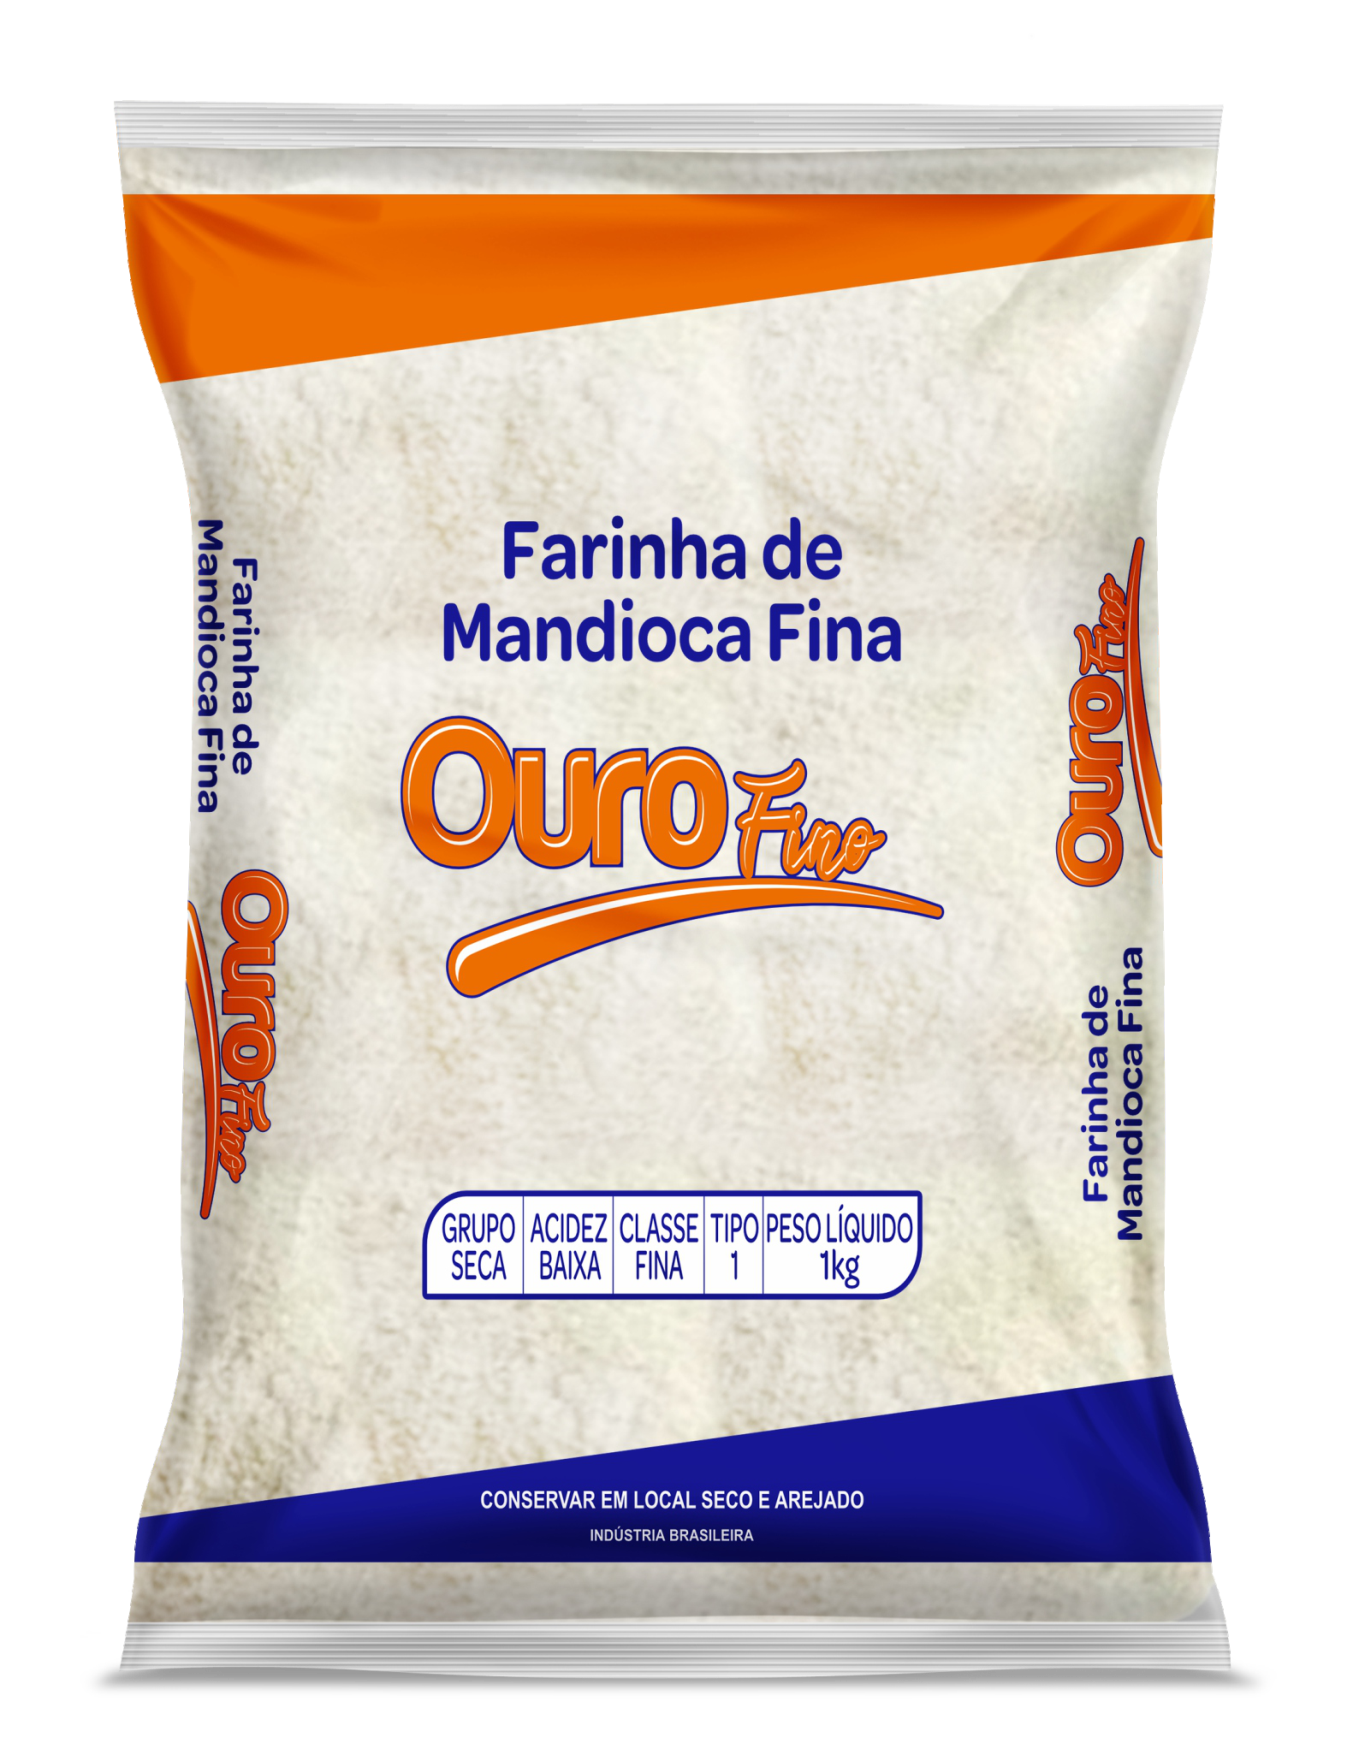 Farinha de
Mandioca Fina
Ouro Fino
GRUPO SECA
ACIDEZ BAIXA
CLASSE FINA
TIPO 1
PESO LÍQUIDO 1kg
CONSERVAR EM LOCAL SECO E AREJADO
INDÚSTRIA BRASILEIRA
Farinha de
Mandioca Fina
Ouro Fino
Ouro Fino
Farinha de
Mandioca Fina